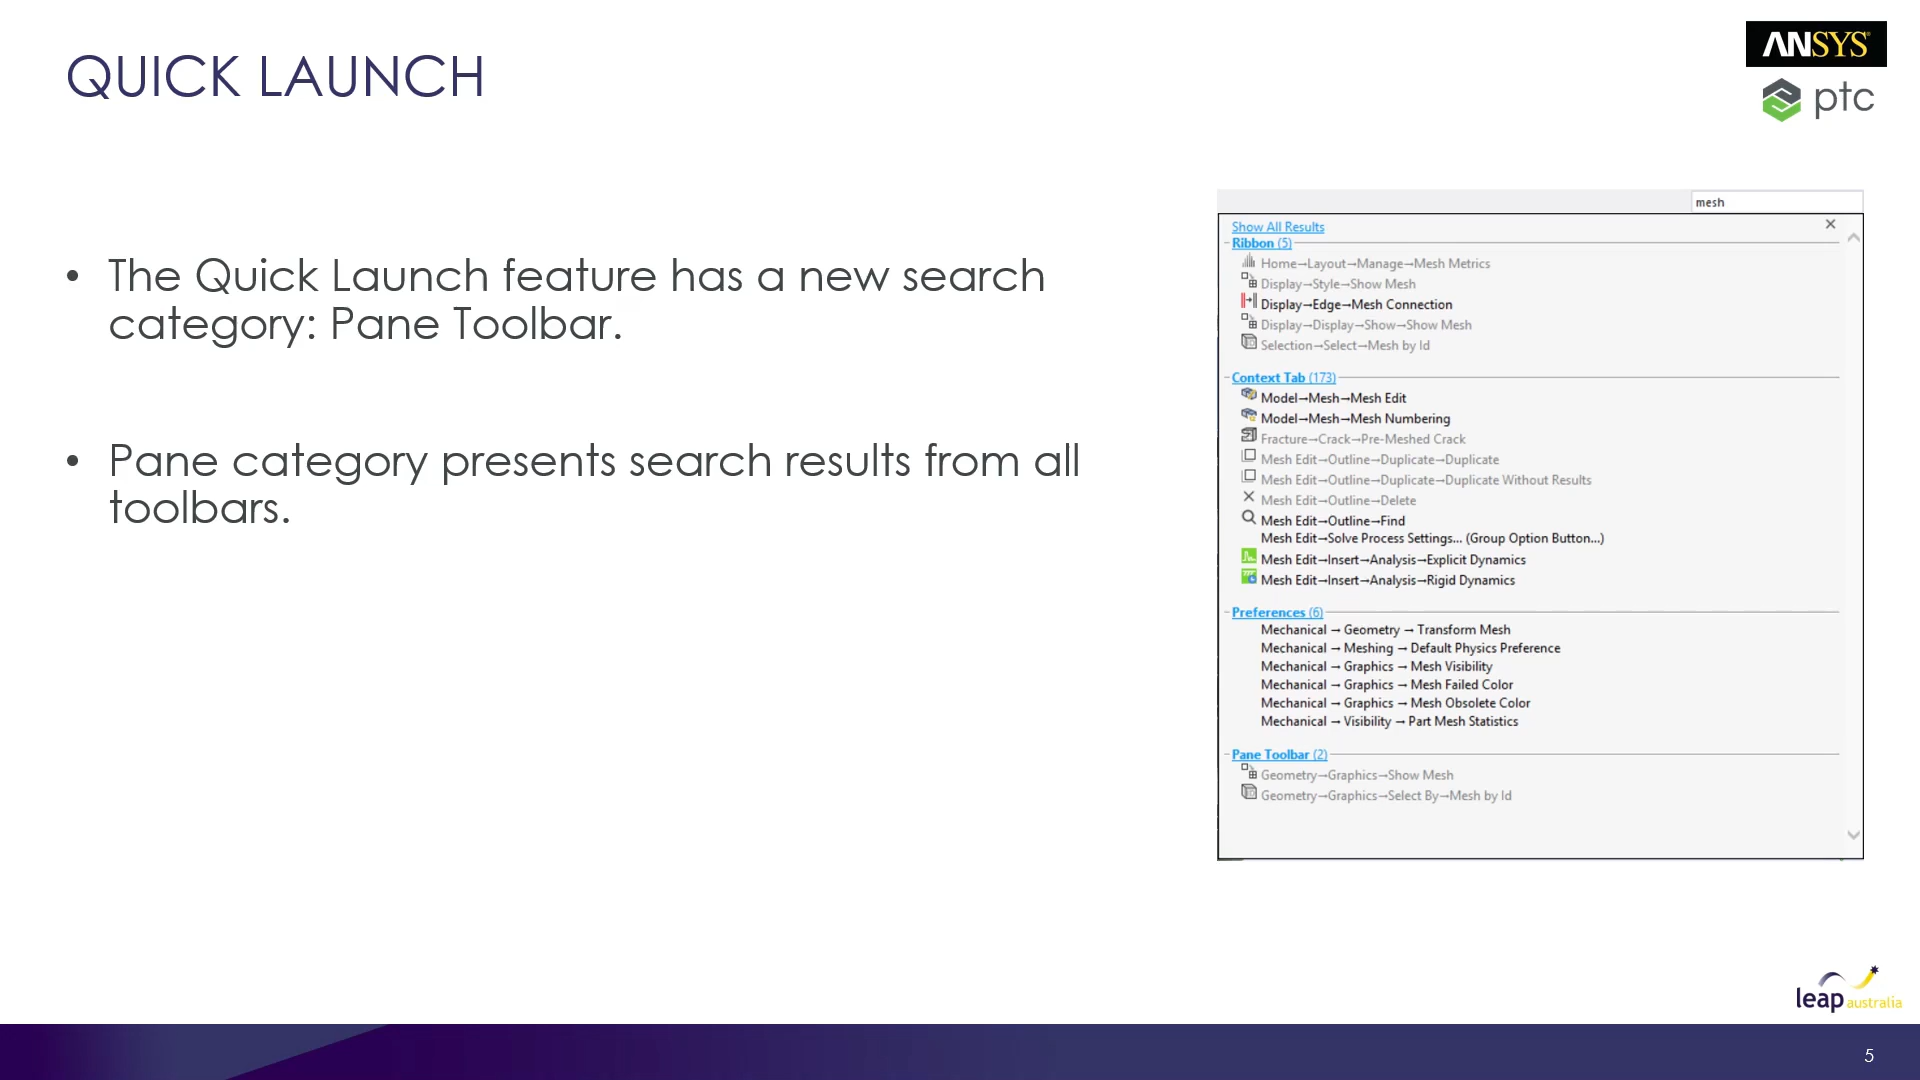 QUICK LAUNCH
ANSYS
ptc
• The Quick Launch feature has a new search
category: Pane Toolbar.
• Pane category presents search results from all
toolbars.
mesh
Show All Results
Ribbon (5)
Home→Layout→Manage→Mesh Metrics
Display→Style→Show Mesh
Display→Edge→Mesh Connection
Display→Display→Show→Show Mesh
Selection→Select→Mesh by Id
Context Tab (173)
Model→Mesh→Mesh Edit
Model→Mesh→Mesh Numbering
Fracture→Crack→Pre-Meshed Crack
Mesh Edit→Outline→Duplicate→Duplicate
Mesh Edit→Outline→Duplicate→Duplicate Without Results
Mesh Edit→Outline→Delete
Mesh Edit→Outline→Find
Mesh Edit→Solve Process Settings... (Group Option Button...)
Mesh Edit→Insert→Analysis→Explicit Dynamics
Mesh Edit→Insert→Analysis→Rigid Dynamics
Preferences (6)
Mechanical → Geometry → Transform Mesh
Mechanical → Meshing → Default Physics Preference
Mechanical → Graphics → Mesh Visibility
Mechanical → Graphics → Mesh Failed Color
Mechanical → Graphics → Mesh Obsolete Color
Mechanical → Visibility → Part Mesh Statistics
Pane Toolbar (2)
Geometry→Graphics→Show Mesh
Geometry→Graphics→Select By→Mesh by Id
leap australia
5